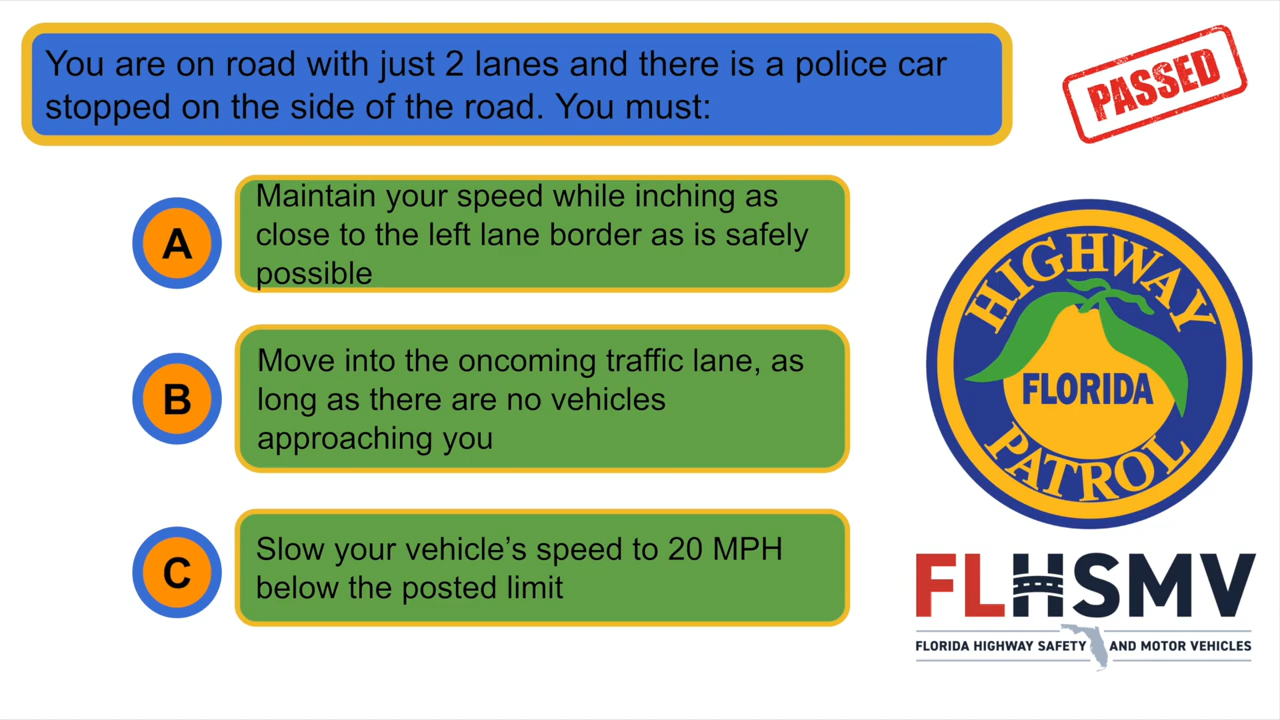 You are on road with just 2 lanes and there is a police car
stopped on the side of the road. You must:
PASSED
A
Maintain your speed while inching as
close to the left lane border as is safely
possible
B
Move into the oncoming traffic lane, as
long as there are no vehicles
approaching you
C
Slow your vehicle’s speed to 20 MPH
below the posted limit
HIGHWAY
FLORIDA
PATROL
FLHSMV
FLORIDA HIGHWAY SAFETY AND MOTOR VEHICLES